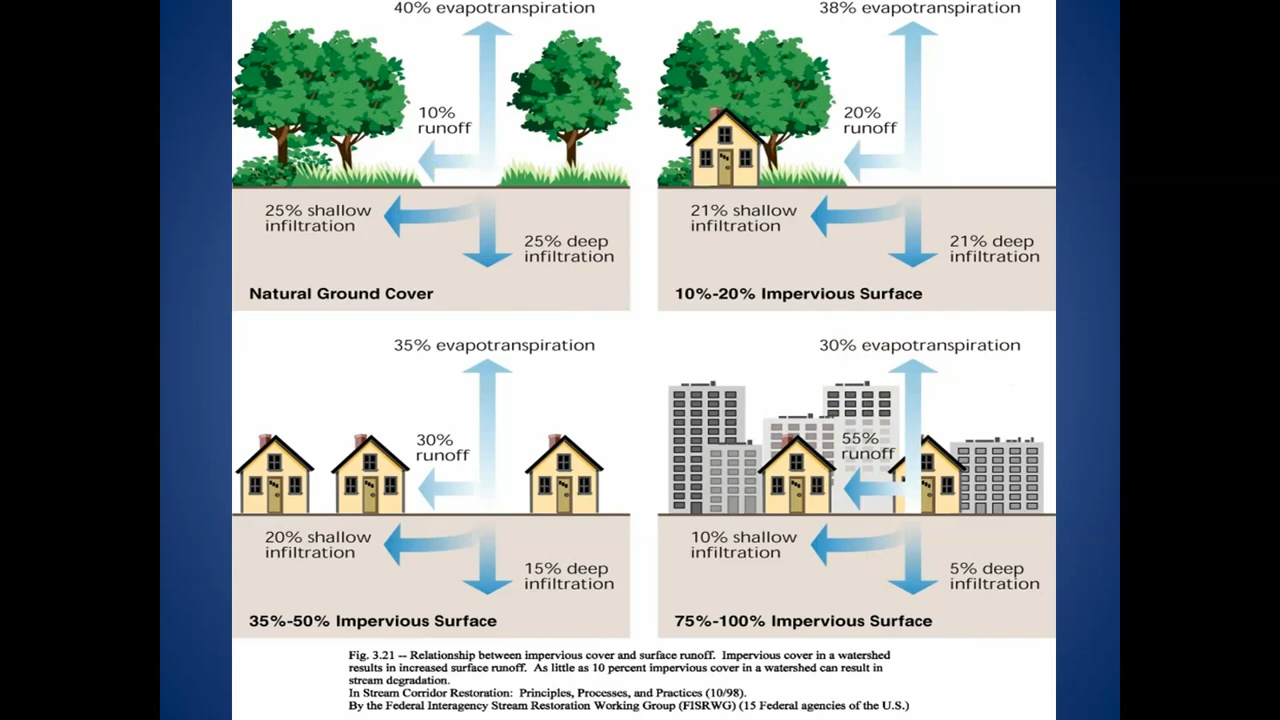 40% evapotranspiration
10%
runoff
25% shallow
infiltration
25% deep
infiltration
Natural Ground Cover
38% evapotranspiration
20%
runoff
21% shallow
infiltration
21% deep
infiltration
10%-20% Impervious Surface
35% evapotranspiration
30%
runoff
20% shallow
infiltration
15% deep
infiltration
35%-50% Impervious Surface
30% evapotranspiration
55%
runoff
10% shallow
infiltration
5% deep
infiltration
75%-100% Impervious Surface
Fig. 3.21 -- Relationship between impervious cover and surface runoff. Impervious cover in a watershed
results in increased surface runoff. As little as 10 percent impervious cover in a watershed can result in
stream degradation.
In Stream Corridor Restoration: Principles, Processes, and Practices (10/98).
By the Federal Interagency Stream Restoration Working Group (FISRWG) (15 Federal agencies of the U.S.)